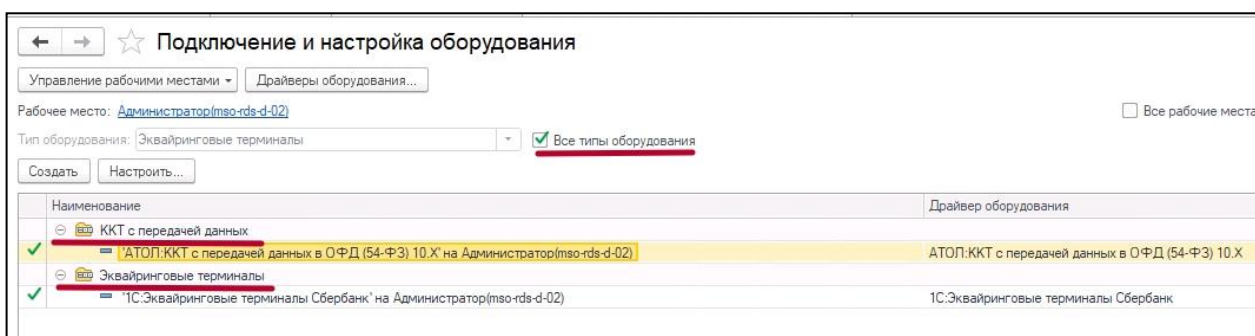 Подключение и настройка оборудования
Управление рабочими местами Драйверы оборудования...
Рабочее место: Администратор(mso-rds-d-02) Все рабочие места
Тип оборудования: Эквайринговые терминалы Все типы оборудования
Создать Настроить...
Наименование Драйвер оборудования
ККТ с передачей данных
'АТОЛ:ККТ с передачей данных в ОФД (54-ФЗ) 10.X' на Администратор(mso-rds-d-02) АТОЛ:ККТ с передачей данных в ОФД (54-ФЗ) 10.X
Эквайринговые терминалы
'1С:Эквайринговые терминалы Сбербанк' на Администратор(mso-rds-d-02) 1С:Эквайринговые терминалы Сбербанк